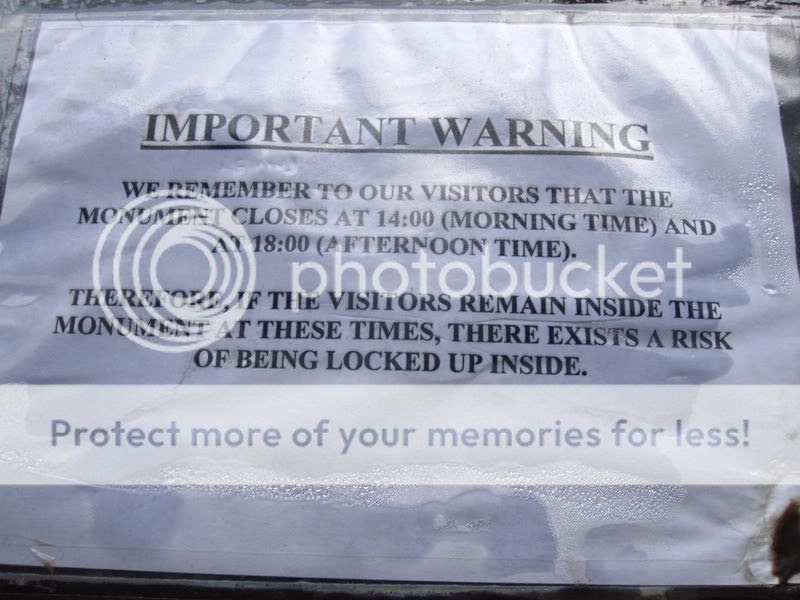 IMPORTANT WARNING
WE REMEMBER TO OUR VISITORS THAT THE
MONUMENT CLOSES AT 14:00 (MORNING TIME) AND
AT 18:00 (AFTERNOON TIME).
photobucket
THEREFORE, IF THE VISITORS REMAIN INSIDE THE
MONUMENT AT THESE TIMES, THERE EXISTS A RISK
OF BEING LOCKED UP INSIDE.
Protect more of your memories for less!